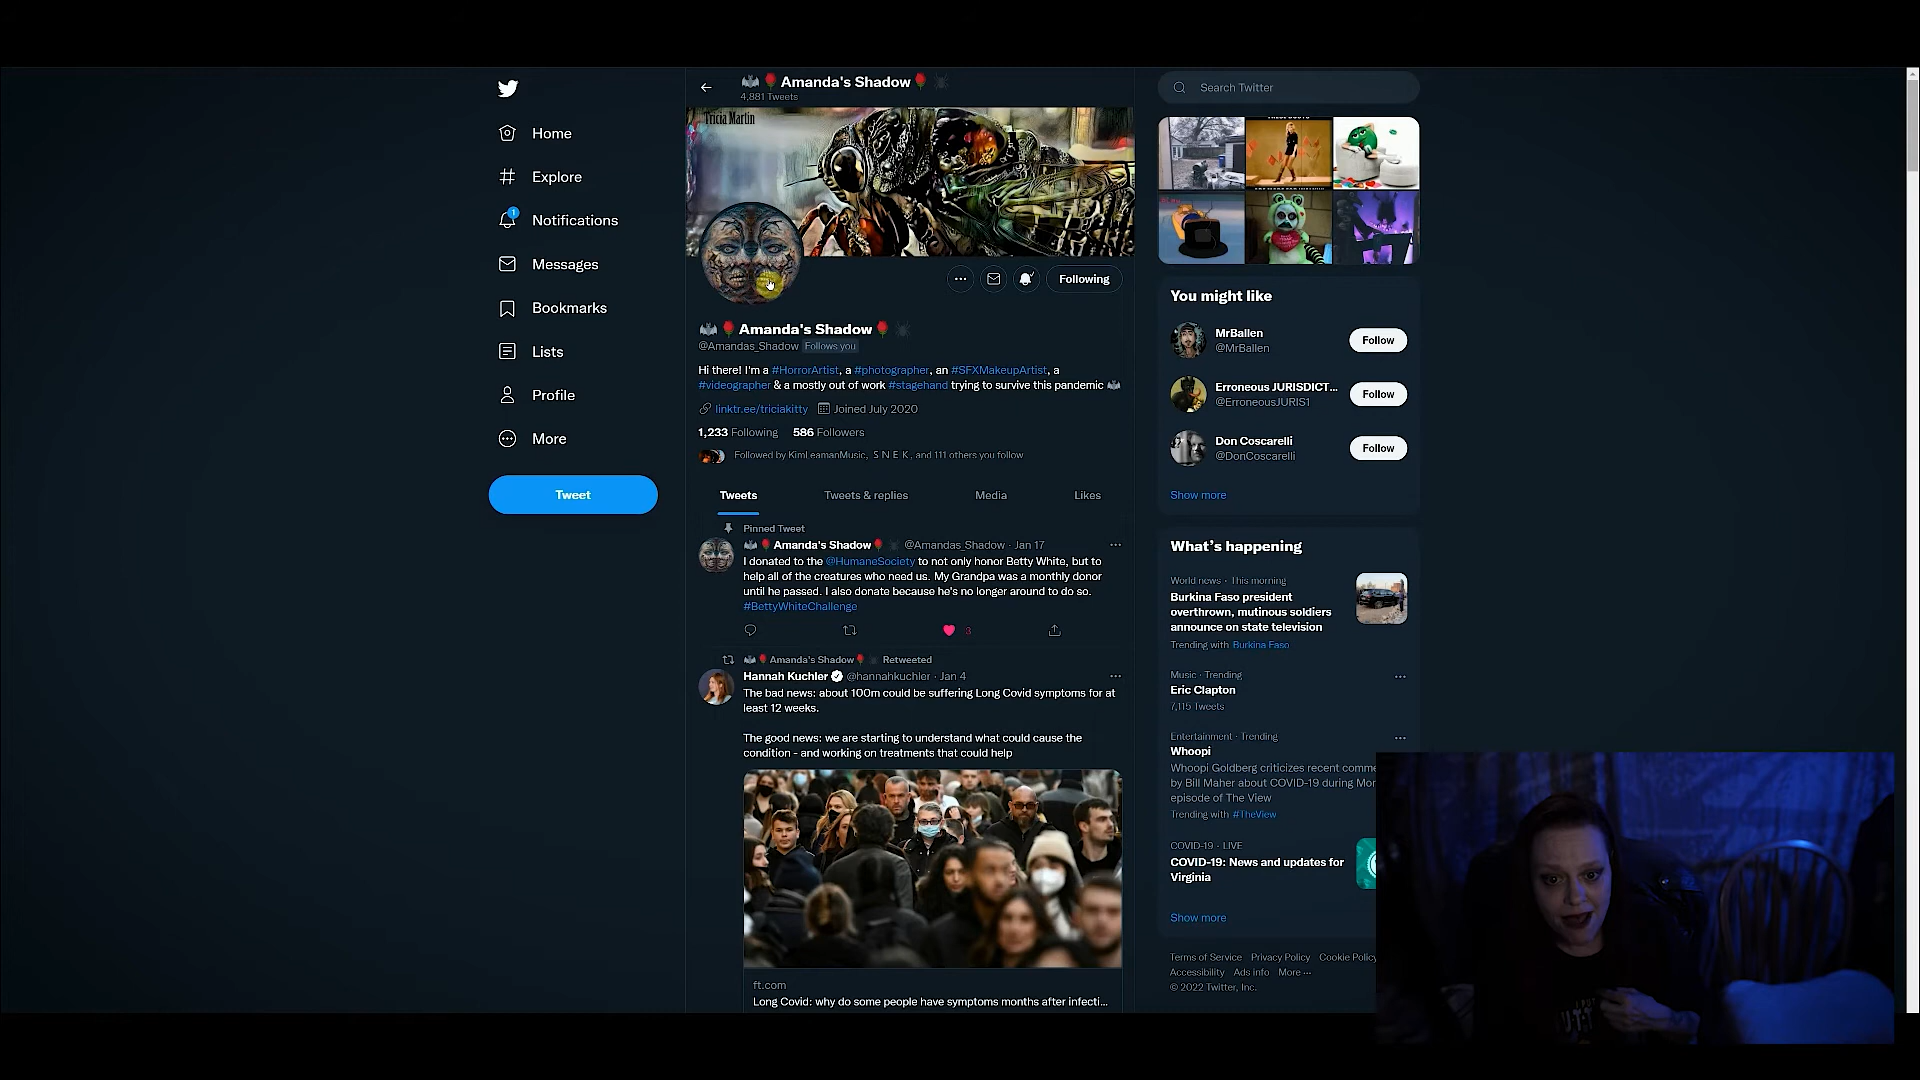 Amanda's Shadow
4,881 Tweets
Tricia Martin
Home
Explore
1
Notifications
Messages
Bookmarks
Lists
Profile
More
Tweet
Following
Amanda's Shadow
@Amandas_Shadow Follows you
Hi there! I'm a #HorrorArtist, a #photographer, an #SFXMakeupArtist, a
#videographer & a mostly out of work #stagehand trying to survive this pandemic
linktr.ee/triciakitty Joined July 2020
1,233 Following 586 Followers
Followed by KimLeamanMusic, S N E K, and 111 others you follow
Tweets Tweets & replies Media Likes
Pinned Tweet
Amanda's Shadow @Amandas_Shadow · Jan 17
I donated to the @HumaneSociety to not only honor Betty White, but to
help all of the creatures who need us. My Grandpa was a monthly donor
until he passed. I also donate because he's no longer around to do so.
#BettyWhiteChallenge
3
Amanda's Shadow Retweeted
Hannah Kuchler @hannahkuchler · Jan 4
The bad news: about 100m could be suffering Long Covid symptoms for at
least 12 weeks.
The good news: we are starting to understand what could cause the
condition - and working on treatments that could help
ft.com
Long Covid: why do some people have symptoms months after infecti...
Search Twitter
You might like
MrBallen
@MrBallen
Follow
Erroneous JURISDICT...
@ErroneousJURIS1
Follow
Don Coscarelli
@DonCoscarelli
Follow
Show more
What's happening
World news · This morning
Burkina Faso president
overthrown, mutinous soldiers
announce on state television
Trending with Burkina Faso
Music · Trending
Eric Clapton
7,115 Tweets
Entertainment · Trending
Whoopi
Whoopi Goldberg criticizes recent comme
by Bill Maher about COVID-19 during Mor
episode of The View
Trending with #TheView
COVID-19 · LIVE
COVID-19: News and updates for
Virginia
Show more
Terms of Service Privacy Policy Cookie Policy
Accessibility Ads info More ...
© 2022 Twitter, Inc.